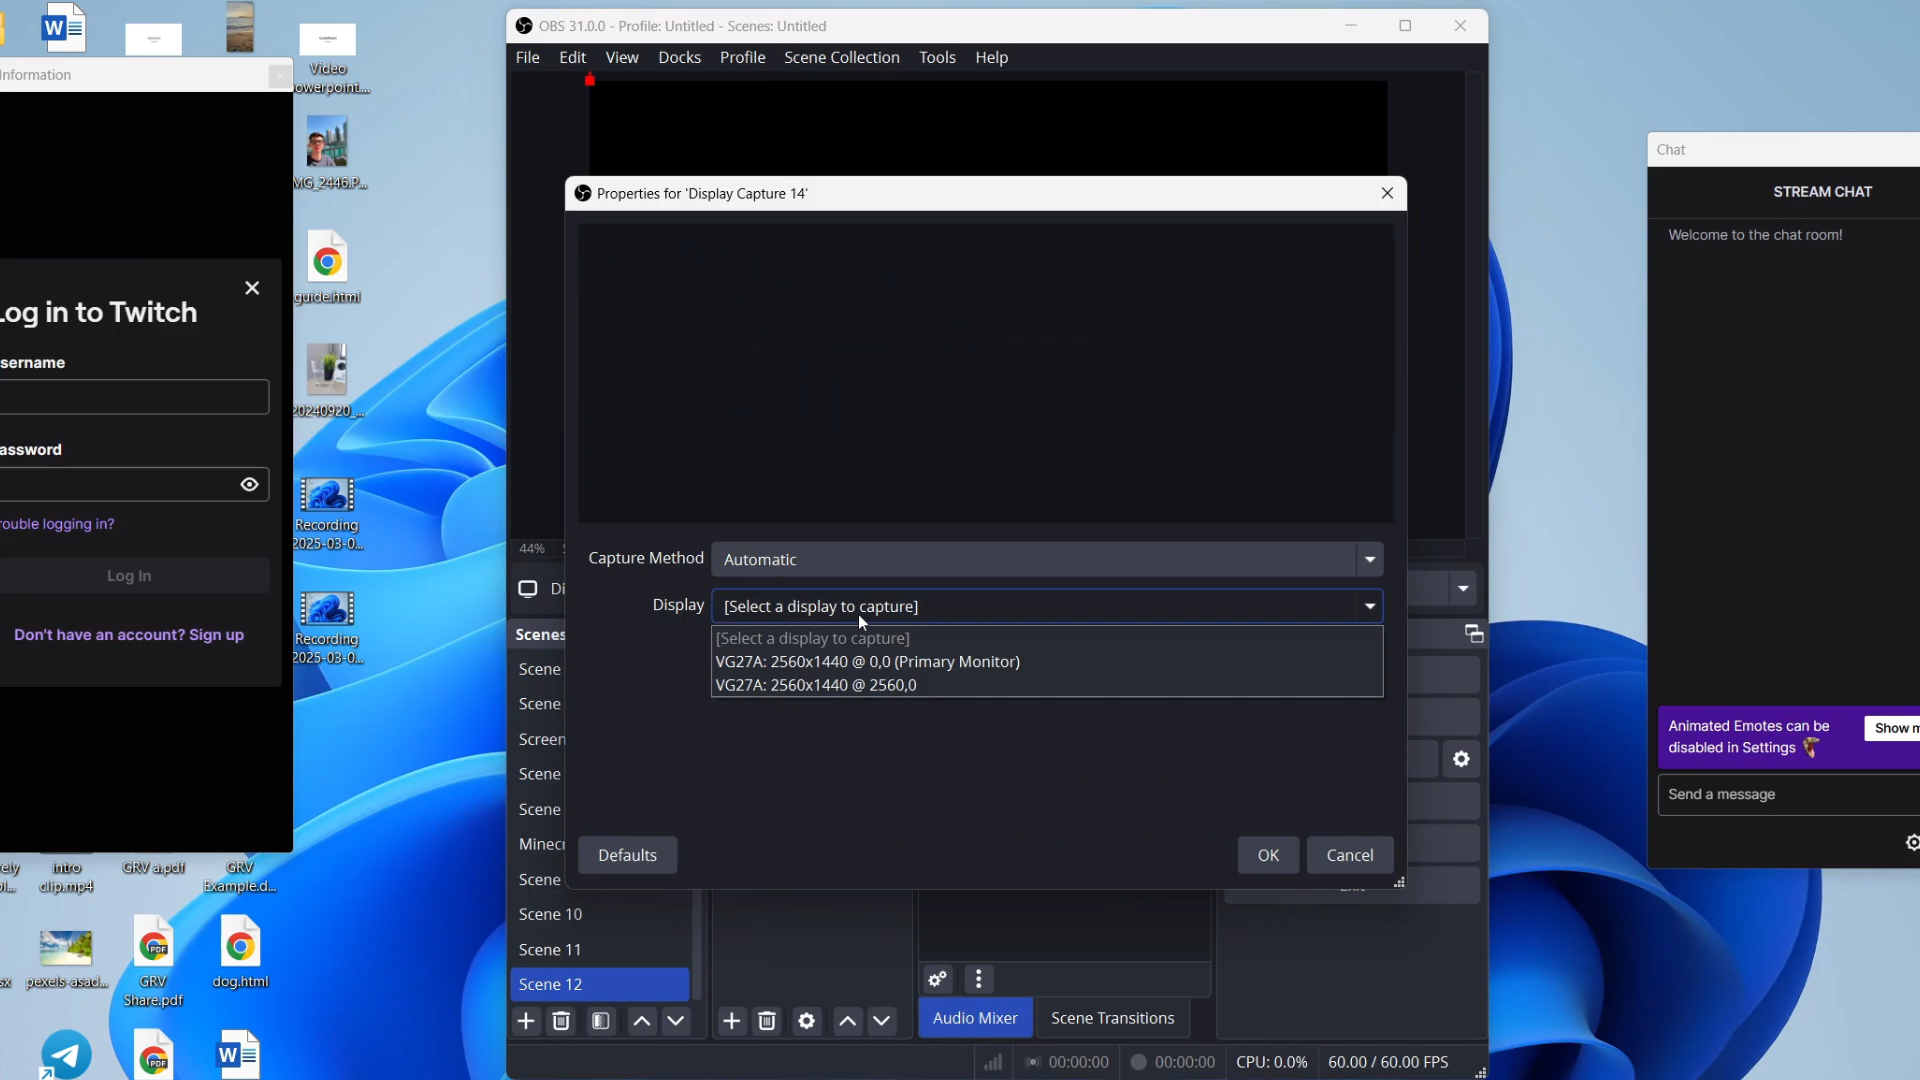 Video
owerpoint....
MG_2446.P...
guide.html
20240920_...
Recording
2025-03-0...
Recording
2025-03-0...
nformation
Log in to Twitch
sername
assword
rouble logging in?
Log In
Don't have an account? Sign up
intro
clip.mp4
GRV a.pdf
GRV
Example.d...
pexels-asad...
GRV
Share.pdf
dog.html
OBS 31.0.0 - Profile: Untitled - Scenes: Untitled
File Edit View Docks Profile Scene Collection Tools Help
Properties for 'Display Capture 14'
Capture Method Automatic
Display [Select a display to capture]
[Select a display to capture]
VG27A: 2560x1440 @ 0,0 (Primary Monitor)
VG27A: 2560x1440 @ 2560,0
Defaults OK Cancel
44%
Di
Scenes
Scene
Scene
Screen
Scene
Scene
Minecr
Scene
Scene 10
Scene 11
Scene 12
Audio Mixer Scene Transitions
00:00:00 00:00:00 CPU: 0.0% 60.00 / 60.00 FPS
Chat
STREAM CHAT
Welcome to the chat room!
Animated Emotes can be
disabled in Settings
Show m
Send a message